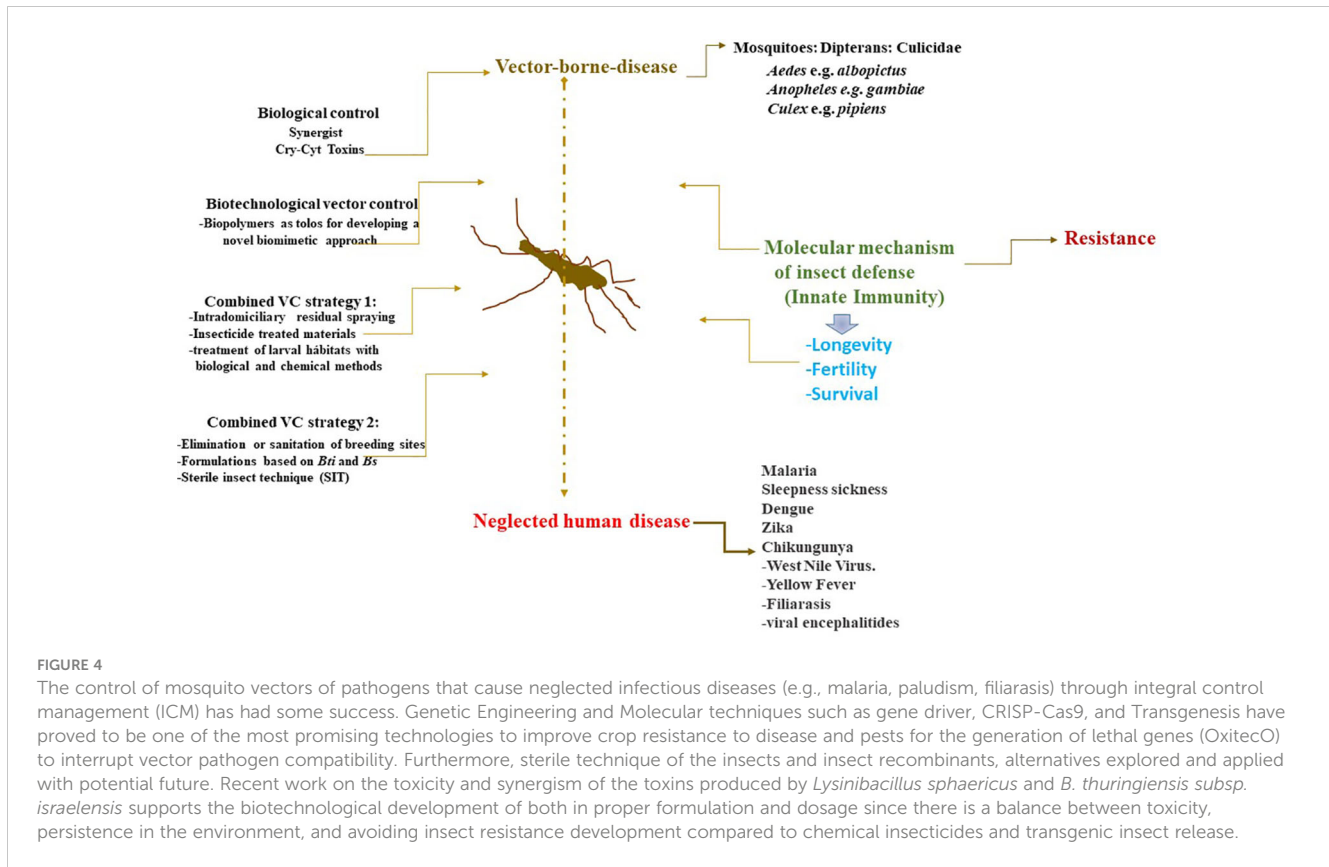 Vector-borne-disease
Mosquitoes: Dipterans: Culicidae
Aedes e.g. albopictus
Anopheles e.g. gambiae
Culex e.g. pipiens
Biological control
Synergist
Cry-Cyt Toxins
Biotechnological vector control
-Biopolymers as tolos for developing a
novel biomimetic approach
Combined VC strategy 1:
-Intradomiciliary residual spraying
-Insecticide treated materials
-treatment of larval hábitats with
biological and chemical methods
Combined VC strategy 2:
-Elimination or sanitation of breeding sites
-Formulations based on Bti and Bs
-Sterile insect technique (SIT)
Molecular mechanism
of insect defense
(Innate Immunity)
Resistance
-Longevity
-Fertility
-Survival
Neglected human disease
Malaria
Sleepness sickness
Dengue
Zika
Chikungunya
-West Nile Virus.
-Yellow Fever
-Filiarasis
-viral encephalitides
FIGURE 4
The control of mosquito vectors of pathogens that cause neglected infectious diseases (e.g., malaria, paludism, filiarasis) through integral control
management (ICM) has had some success. Genetic Engineering and Molecular techniques such as gene driver, CRISP-Cas9, and Transgenesis have
proved to be one of the most promising technologies to improve crop resistance to disease and pests for the generation of lethal genes (OxitecO)
to interrupt vector pathogen compatibility. Furthermore, sterile technique of the insects and insect recombinants, alternatives explored and applied
with potential future. Recent work on the toxicity and synergism of the toxins produced by Lysinibacillus sphaericus and B. thuringiensis subsp.
israelensis supports the biotechnological development of both in proper formulation and dosage since there is a balance between toxicity,
persistence in the environment, and avoiding insect resistance development compared to chemical insecticides and transgenic insect release.